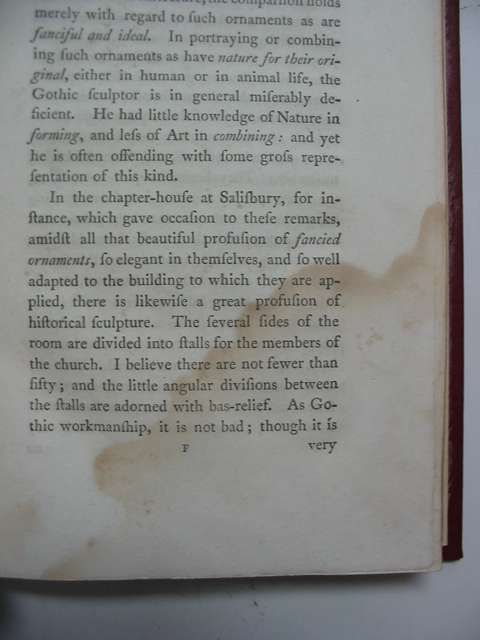 the comparison holds
merely with regard to ſuch ornaments as are
fanciful and ideal. In portraying or combin-
ing ſuch ornaments as have nature for their ori-
ginal, either in human or in animal life, the
Gothic ſculptor is in general miſerably de-
ficient. He had little knowledge of Nature in
forming, and leſs of Art in combining: and yet
he is often offending with ſome groſs repre-
ſentation of this kind.
In the chapter-houſe at Saliſbury, for in-
ſtance, which gave occaſion to theſe remarks,
amidſt all that beautiful profuſion of fancied
ornaments, ſo elegant in themſelves, and ſo well
adapted to the building to which they are ap-
plied, there is likewiſe a great profuſion of
hiſtorical ſculpture. The ſeveral ſides of the
room are divided into ſtalls for the members of
the church. I believe there are not fewer than
fifty; and the little angular diviſions between
the ſtalls are adorned with bas-relief. As Go-
thic workmanſhip, it is not bad; though it is
F very